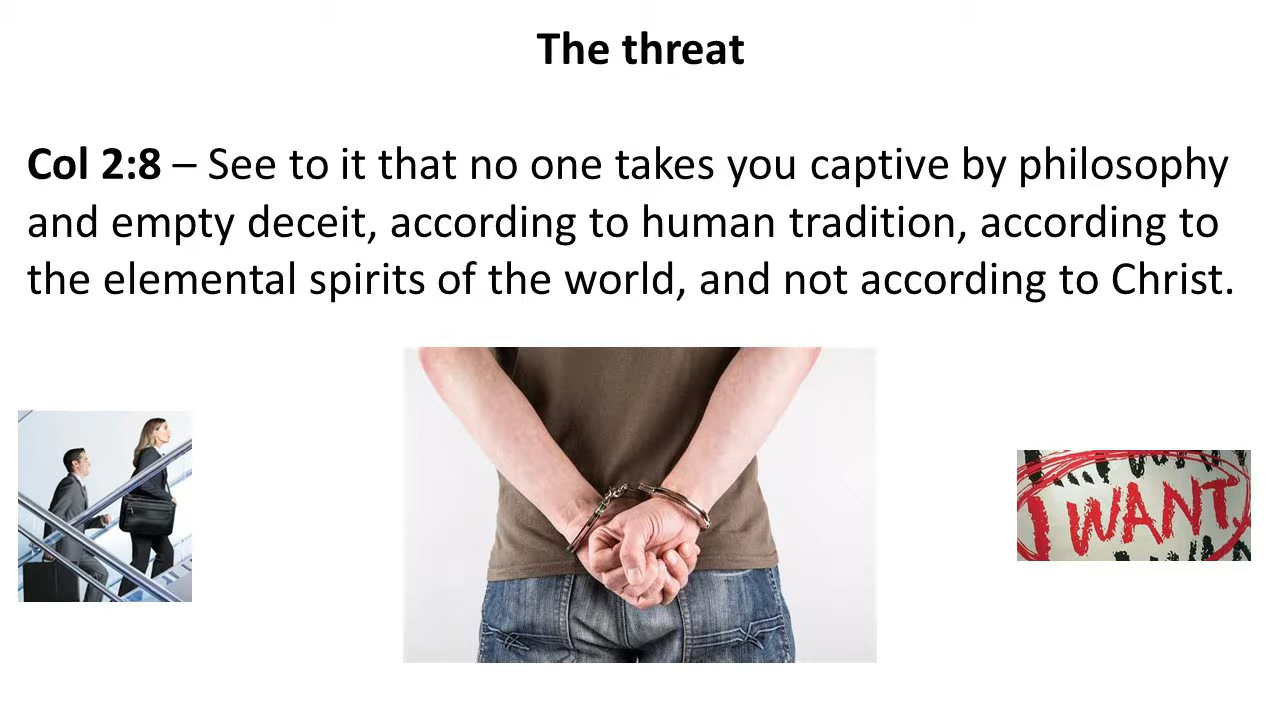 The threat
Col 2:8 – See to it that no one takes you captive by philosophy
and empty deceit, according to human tradition, according to
the elemental spirits of the world, and not according to Christ.
I WANT